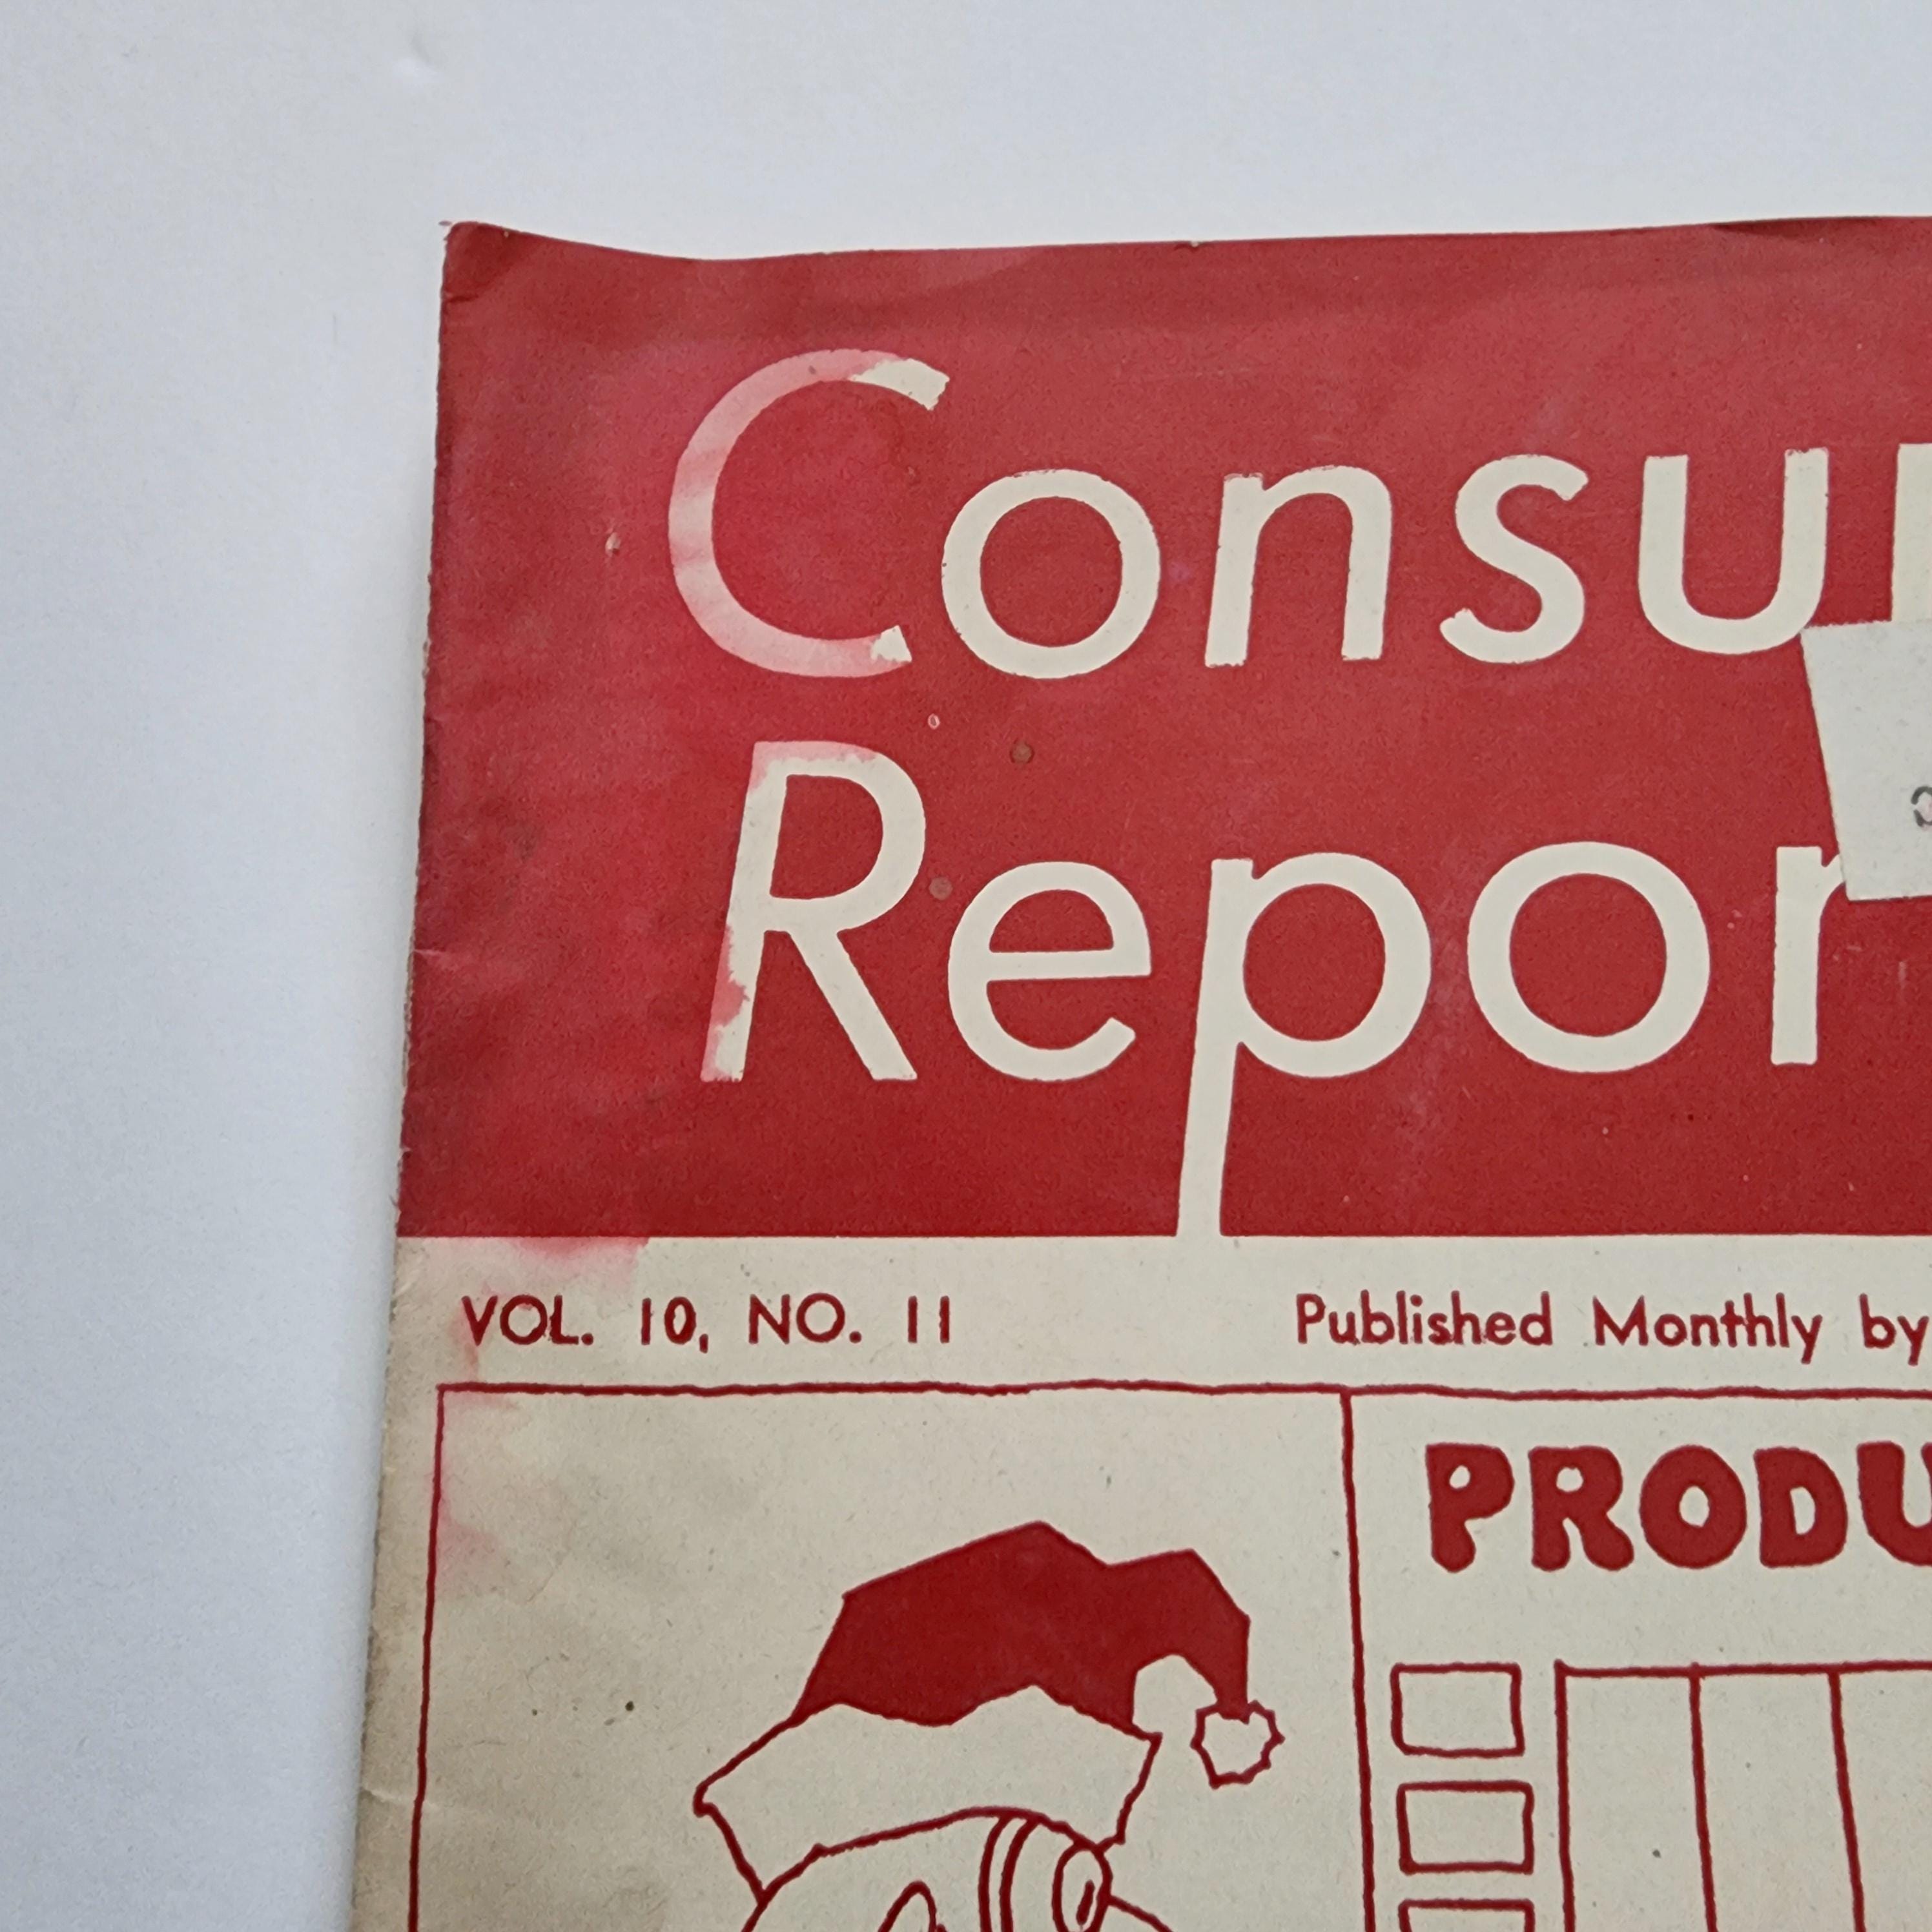 Consu
Repor
VOL. 10, NO. 11 Published Monthly by
PRODU